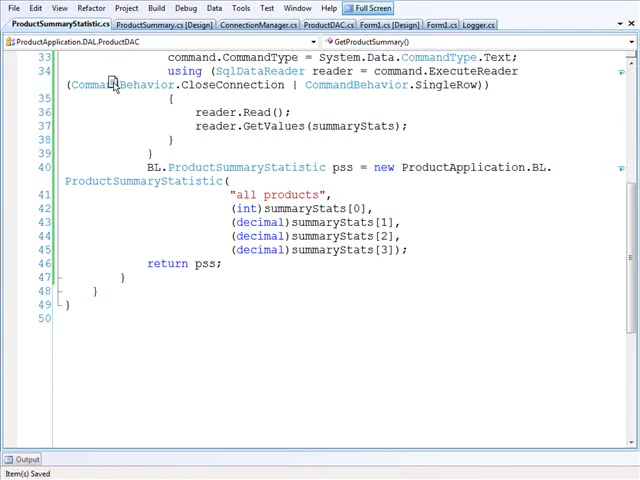 File Edit View Refactor Project Build Debug Data Tools Test Window Help Full Screen
ProductSummaryStatistic.cs ProductSummary.cs [Design] ConnectionManager.cs ProductDAC.cs Form1.cs [Design] Form1.cs Logger.cs
ProductApplication.DAL.ProductDAC GetProductSummary()
33 command.CommandType = System.Data.CommandType.Text;
34 using (SqlDataReader reader = command.ExecuteReader
(CommandBehavior.CloseConnection | CommandBehavior.SingleRow))
35 {
36 reader.Read();
37 reader.GetValues(summaryStats);
38 }
39 }
40 BL.ProductSummaryStatistic pss = new ProductApplication.BL.
ProductSummaryStatistic(
41 "all products",
42 (int)summaryStats[0],
43 (decimal)summaryStats[1],
44 (decimal)summaryStats[2],
45 (decimal)summaryStats[3]);
46 return pss;
47 }
48 }
49 }
50
Output
Item(s) Saved